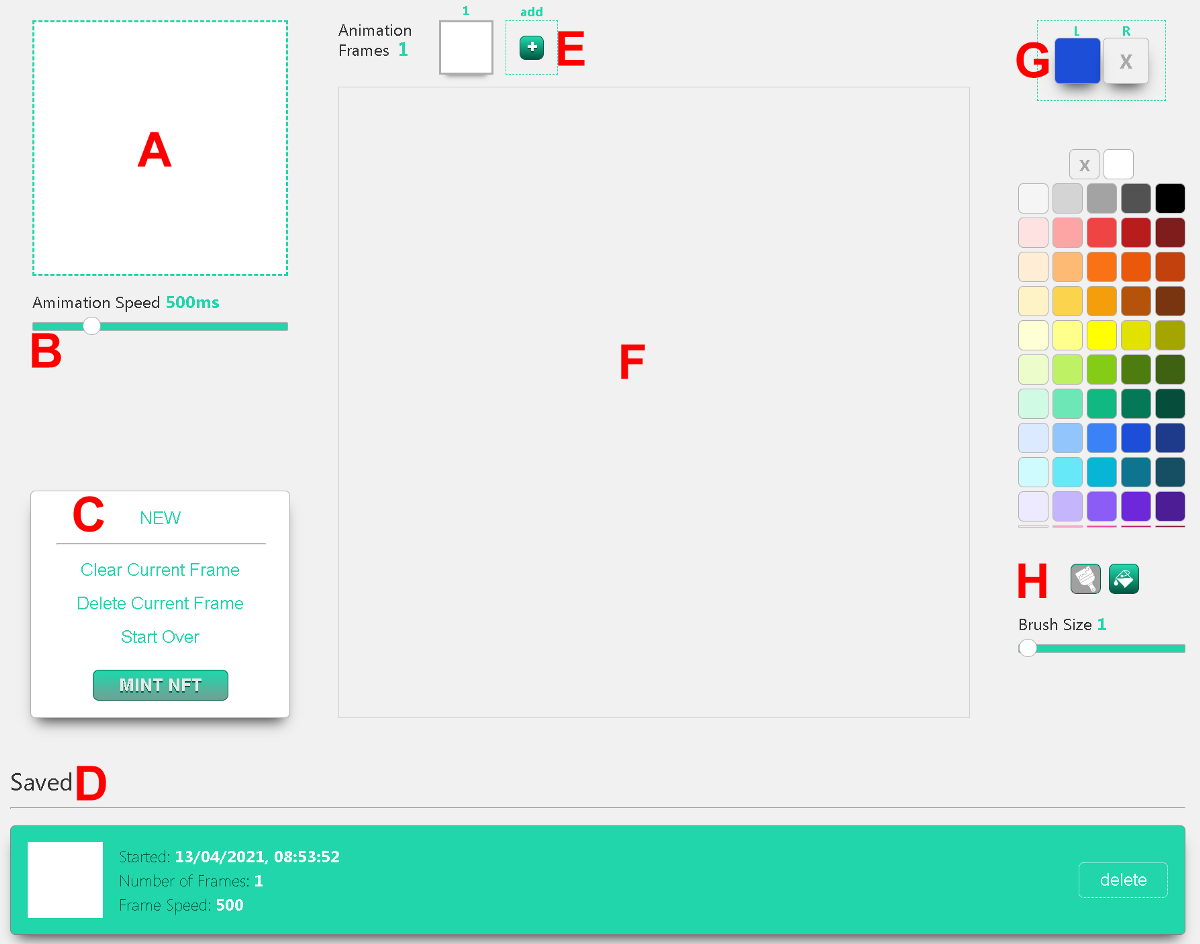 A
Amimation Speed 500ms
B
C NEW
Clear Current Frame
Delete Current Frame
Start Over
MINT NFT
Animation
Frames 1
1
add
E
F
G
L
R
X
X
H
Brush Size 1
Saved D
Started: 13/04/2021, 08:53:52
Number of Frames: 1
Frame Speed: 500
delete